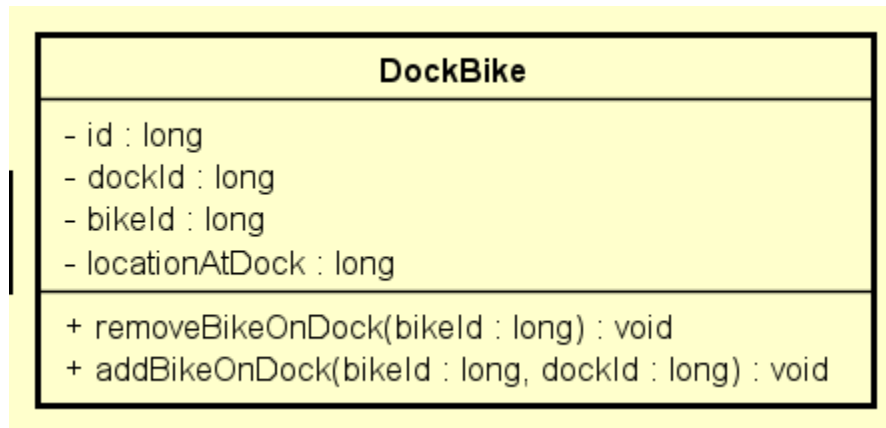 DockBike
- id : long
- dockId : long
- bikeId : long
- locationAtDock : long
+ removeBikeOnDock(bikeId : long) : void
+ addBikeOnDock(bikeId : long, dockId : long) : void